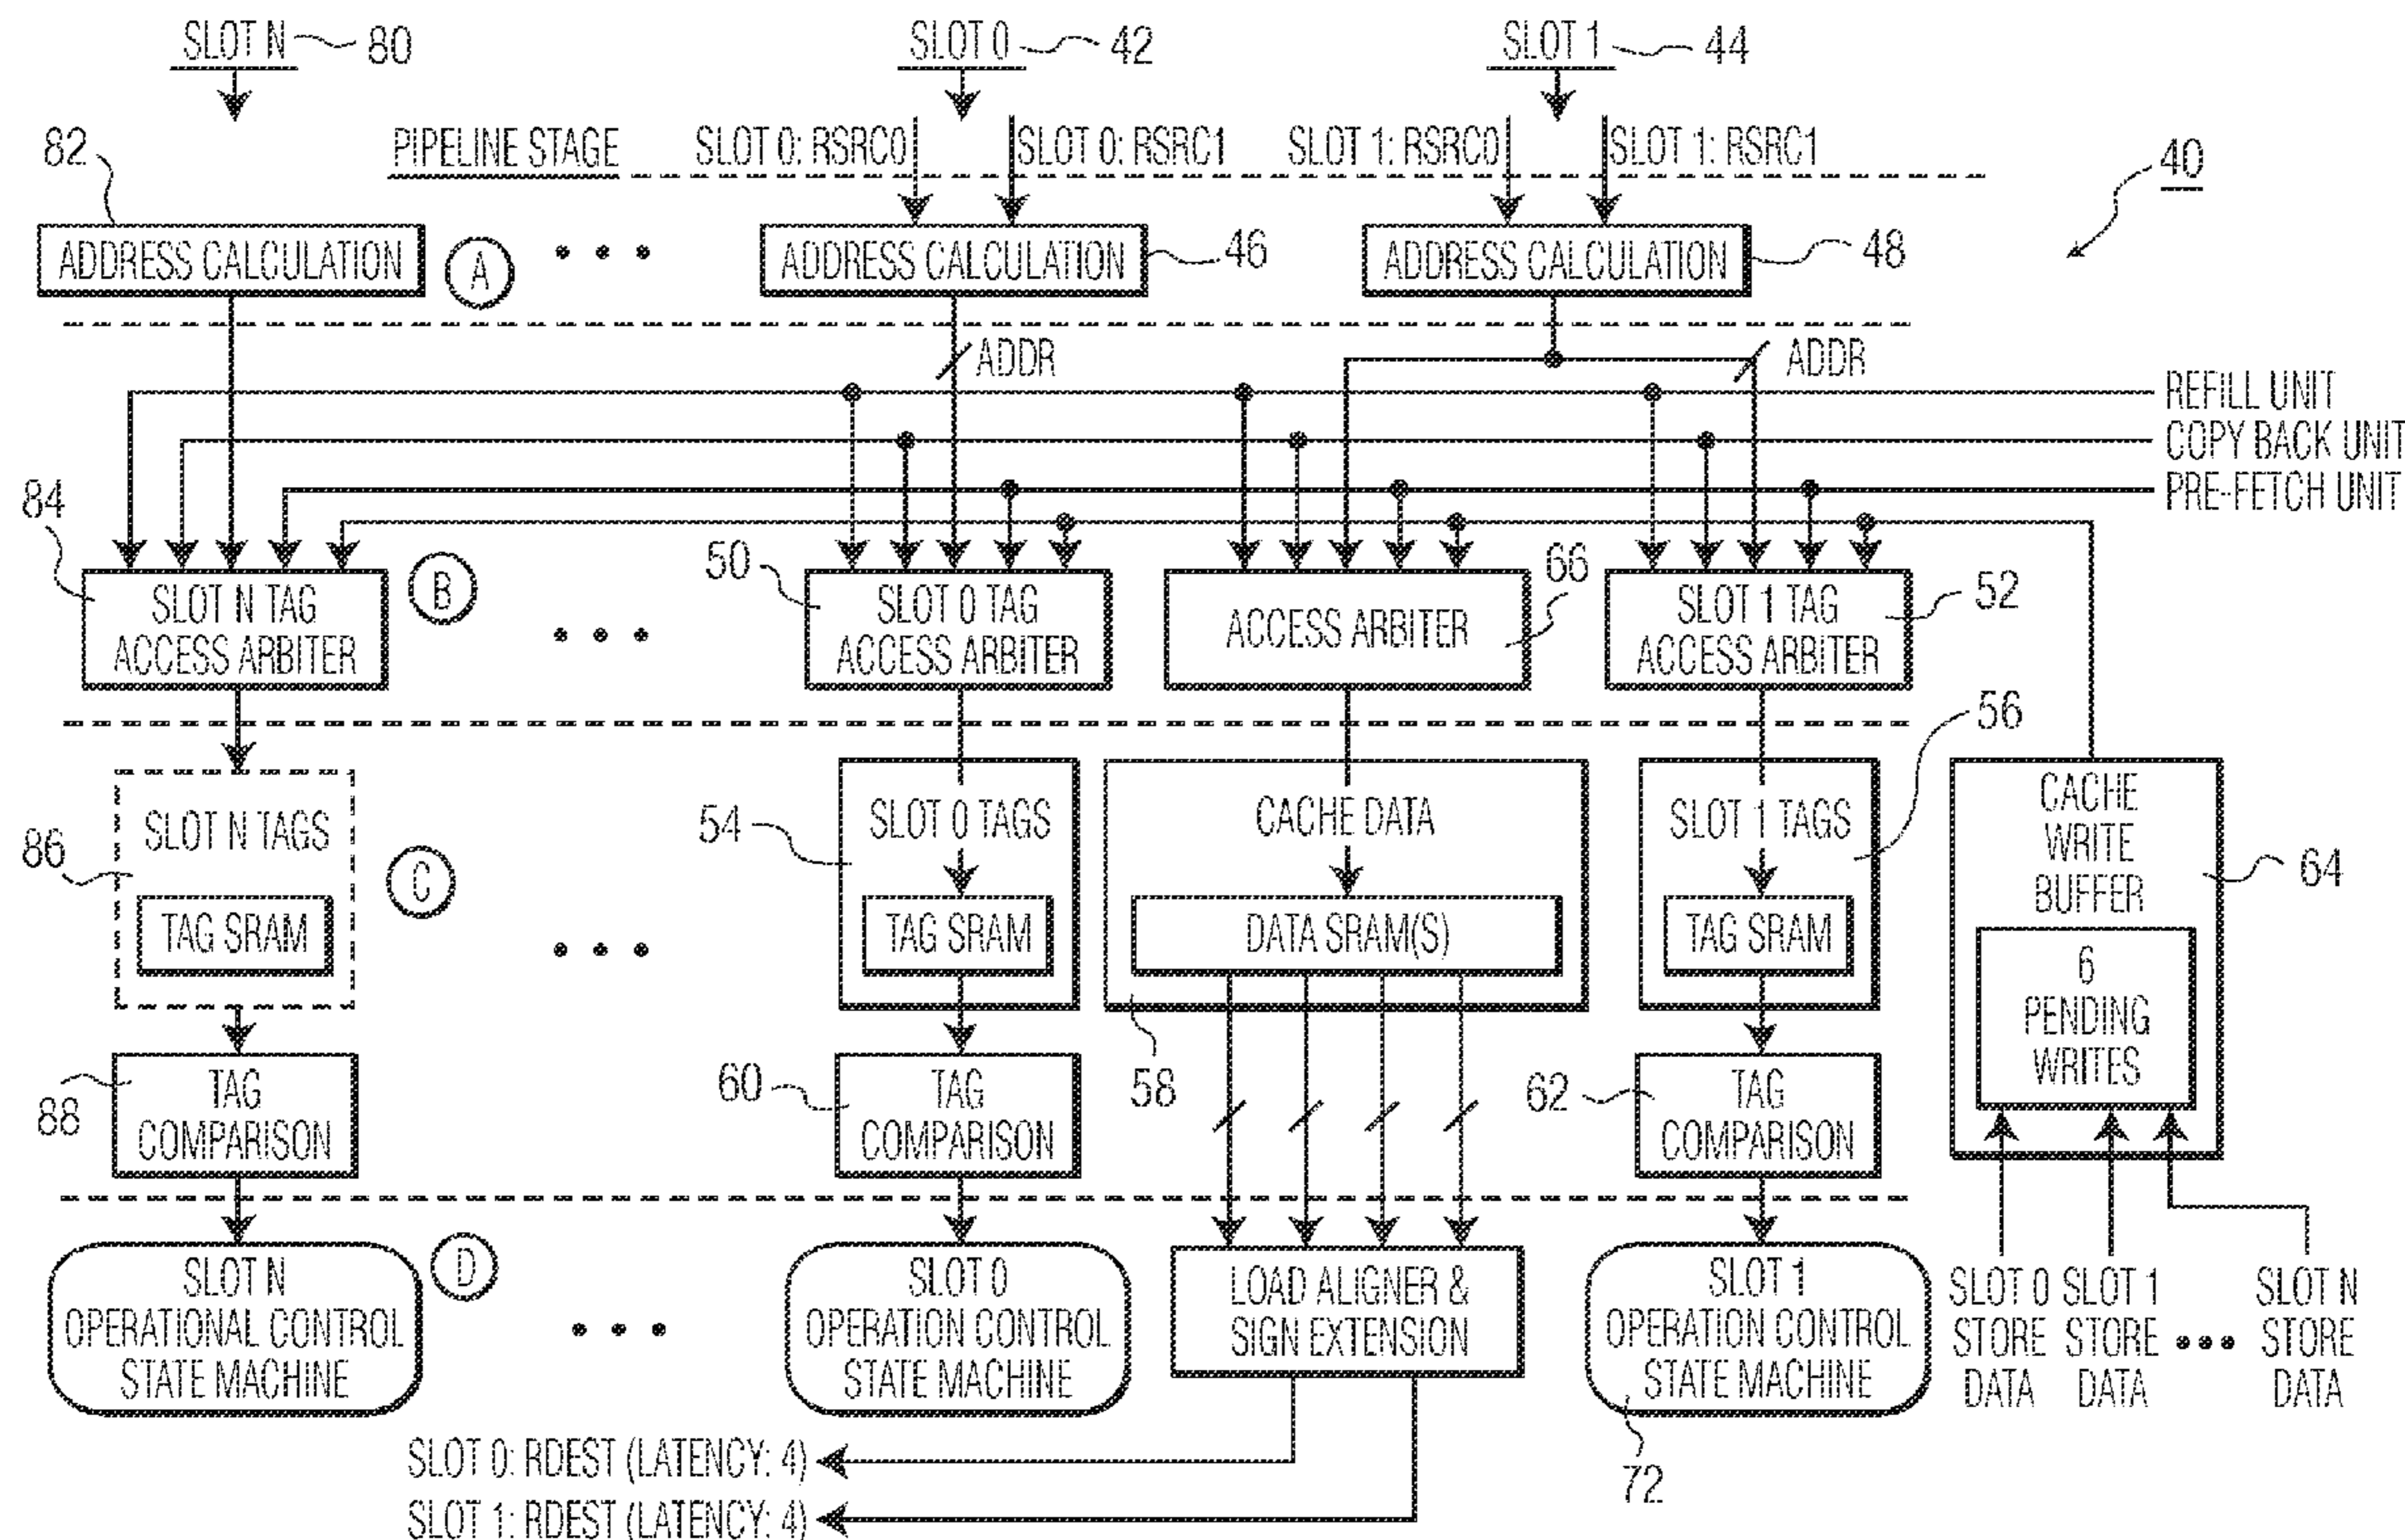 SLOT N 80
SLOT 0 42
SLOT 1 44
PIPELINE STAGE
SLOT 0: RSRC0
SLOT 0: RSRC1
SLOT 1: RSRC0
SLOT 1: RSRC1
40
82
ADDRESS CALCULATION
A
ADDRESS CALCULATION
46
ADDRESS CALCULATION
48
ADDR
ADDR
REFILL UNIT
COPY BACK UNIT
PRE-FETCH UNIT
84
SLOT N TAG
ACCESS ARBITER
B
50
SLOT 0 TAG
ACCESS ARBITER
ACCESS ARBITER
66
SLOT 1 TAG
ACCESS ARBITER
52
86
SLOT N TAGS
TAG SRAM
C
54
SLOT 0 TAGS
TAG SRAM
CACHE DATA
DATA SRAM(S)
58
SLOT 1 TAGS
TAG SRAM
56
CACHE
WRITE
BUFFER
6
PENDING
WRITES
64
88
TAG
COMPARISON
60
TAG
COMPARISON
62
TAG
COMPARISON
SLOT N
OPERATIONAL CONTROL
STATE MACHINE
D
SLOT 0
OPERATION CONTROL
STATE MACHINE
LOAD ALIGNER &
SIGN EXTENSION
SLOT 1
OPERATION CONTROL
STATE MACHINE
72
SLOT 0
STORE
DATA
SLOT 1
STORE
DATA
SLOT N
STORE
DATA
SLOT 0: RDEST (LATENCY: 4)
SLOT 1: RDEST (LATENCY: 4)